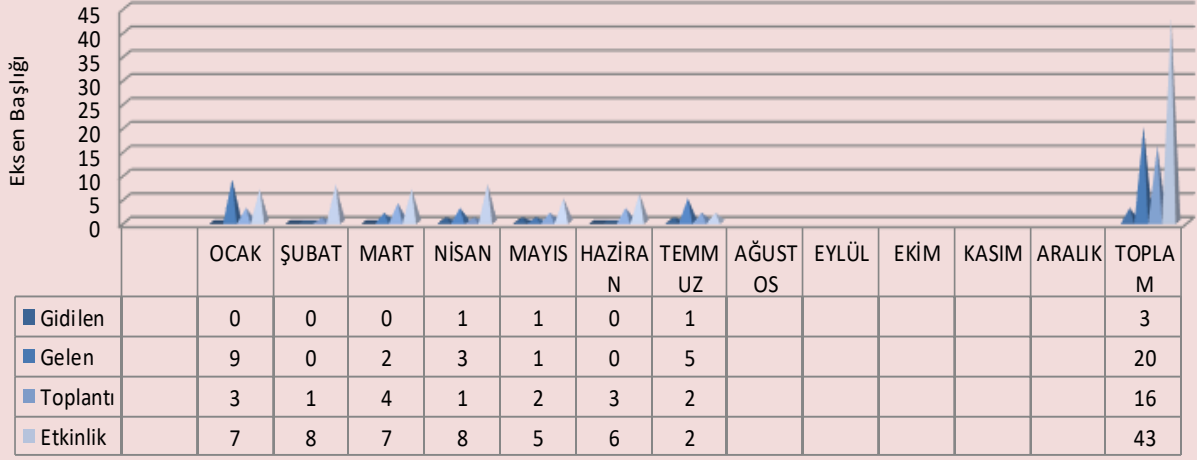 Eksen Başlığı
45
40
35
30
25
20
15
10
5
0
OCAK ŞUBAT MART NİSAN MAYIS HAZİRA TEMM AĞUST EYLÜL EKİM KASIM ARALIK TOPLA
N UZ OS M
Gidilen 0 0 0 1 1 0 1 3
Gelen 9 0 2 3 1 0 5 20
Toplantı 3 1 4 1 2 3 2 16
Etkinlik 7 8 7 8 5 6 2 43